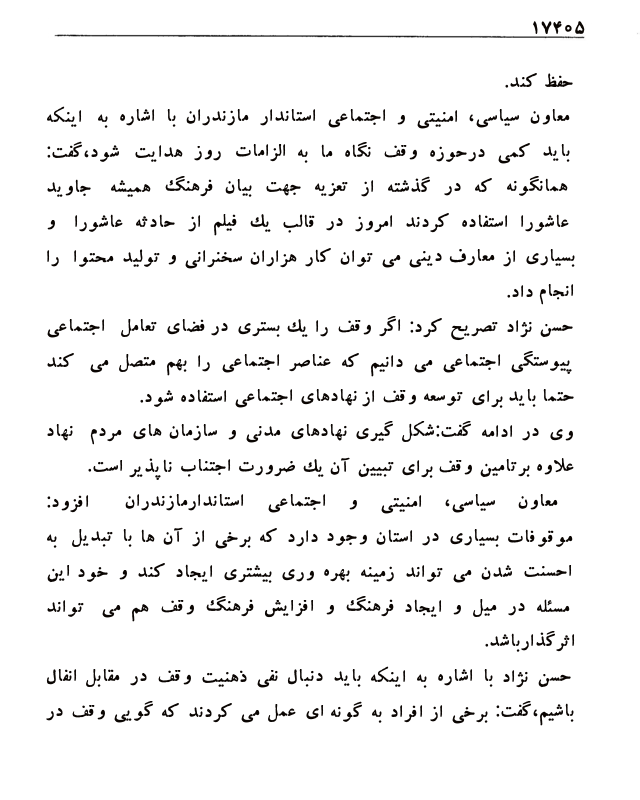 ۱۷۴۰۵
حفظ کند.
معاون سیاسی، امنیتی و اجتماعی استاندار مازندران با اشاره به اینکه
باید کمی درحوزه وقف نگاه ما به الزامات روز هدایت شود،گفت:
همانگونه که در گذشته از تعزیه جهت بیان فرهنگ همیشه جاوید
عاشورا استفاده کردند امروز در قالب یك فیلم از حادثه عاشورا و
بسیاری از معارف دینی می توان کار هزاران سخنرانی و تولید محتوا را
انجام داد.
حسن نژاد تصریح کرد: اگر وقف را یك بستری در فضای تعامل اجتماعی
پیوستگی اجتماعی می دانیم که عناصر اجتماعی را بهم متصل می کند
حتما باید برای توسعه وقف از نهادهای اجتماعی استفاده شود.
وی در ادامه گفت:شکل گیری نهادهای مدنی و سازمان های مردم نهاد
علاوه برتامین وقف برای تبیین آن یك ضرورت اجتناب ناپذیر است.
معاون سیاسی، امنیتی و اجتماعی استاندارمازندران افزود:
موقوفات بسیاری در استان وجود دارد که برخی از آن ها با تبدیل به
احسنت شدن می تواند زمینه بهره وری بیشتری ایجاد کند و خود این
مسئله در میل و ایجاد فرهنگ و افزایش فرهنگ وقف هم می تواند
اثرگذارباشد.
حسن نژاد با اشاره به اینکه باید دنبال نفی ذهنیت وقف در مقابل انفال
باشیم،گفت: برخی از افراد به گونه ای عمل می کردند که گویی وقف در